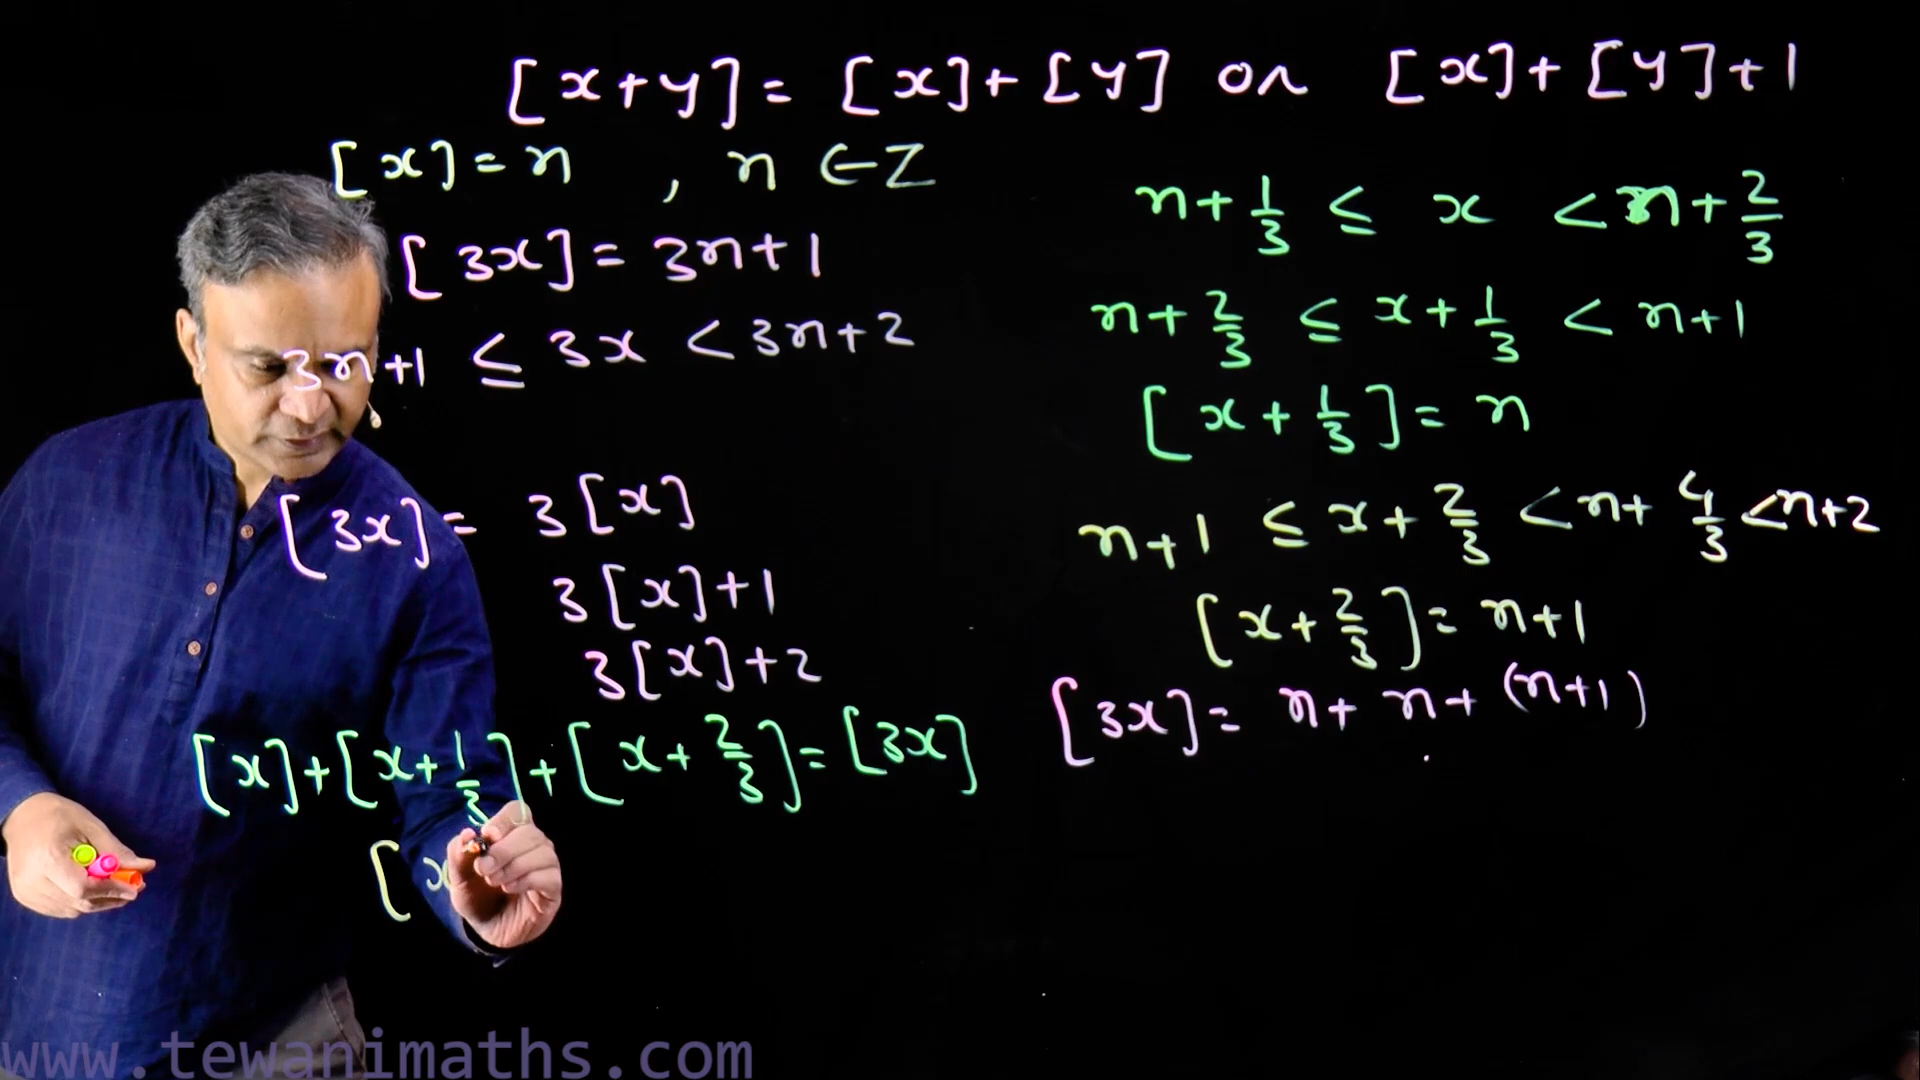 [x+y] = [x]+[y] or [x]+[y]+1
[x] = n , n ∈ Z
[3x] = 3n+1
3n+1 ≤ 3x < 3n+2
[3x] = 3[x]
3[x]+1
3[x]+2
[x]+[x+1/3]+[x+2/3] = [3x]
[x
n+1/3 ≤ x < n+2/3
n+2/3 ≤ x+1/3 < n+1
[x+1/3] = n
n+1 ≤ x+2/3 < n+4/3 < n+2
[x+2/3] = n+1
[3x] = n+n+(n+1)
www.tewanimaths.com